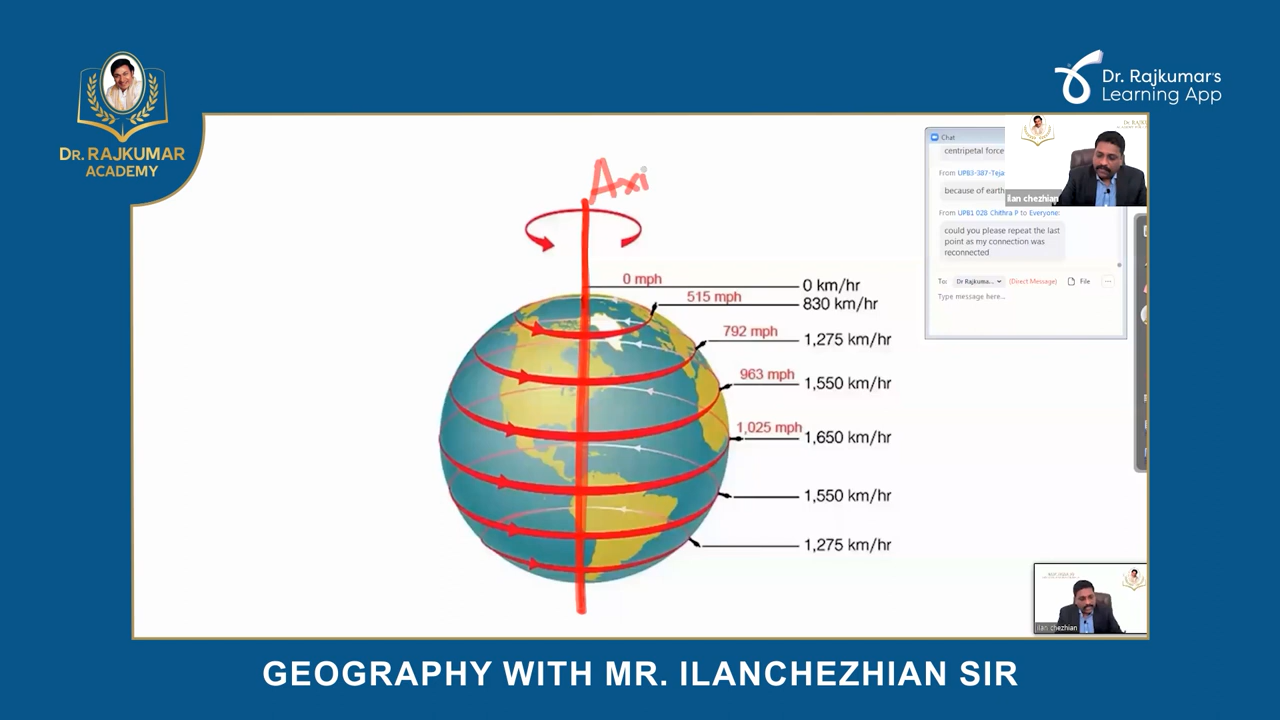 DR. RAJKUMAR
ACADEMY
Dr. Rajkumar's
Learning App
Axi
0 mph
0 km/hr
515 mph
830 km/hr
792 mph
1,275 km/hr
963 mph
1,550 km/hr
1,025 mph
1,650 km/hr
1,550 km/hr
1,275 km/hr
Chat
centripetal force
From UPB3-387-Teja
because of earth
From UPB1 028 Chithra P to Everyone:
could you please repeat the last
point as my connection was
reconnected
To: Dr Rajkuma... (Direct Message) File ...
Type message here...
ilan chezhian
ilan chezhian
GEOGRAPHY WITH MR. ILANCHEZHIAN SIR